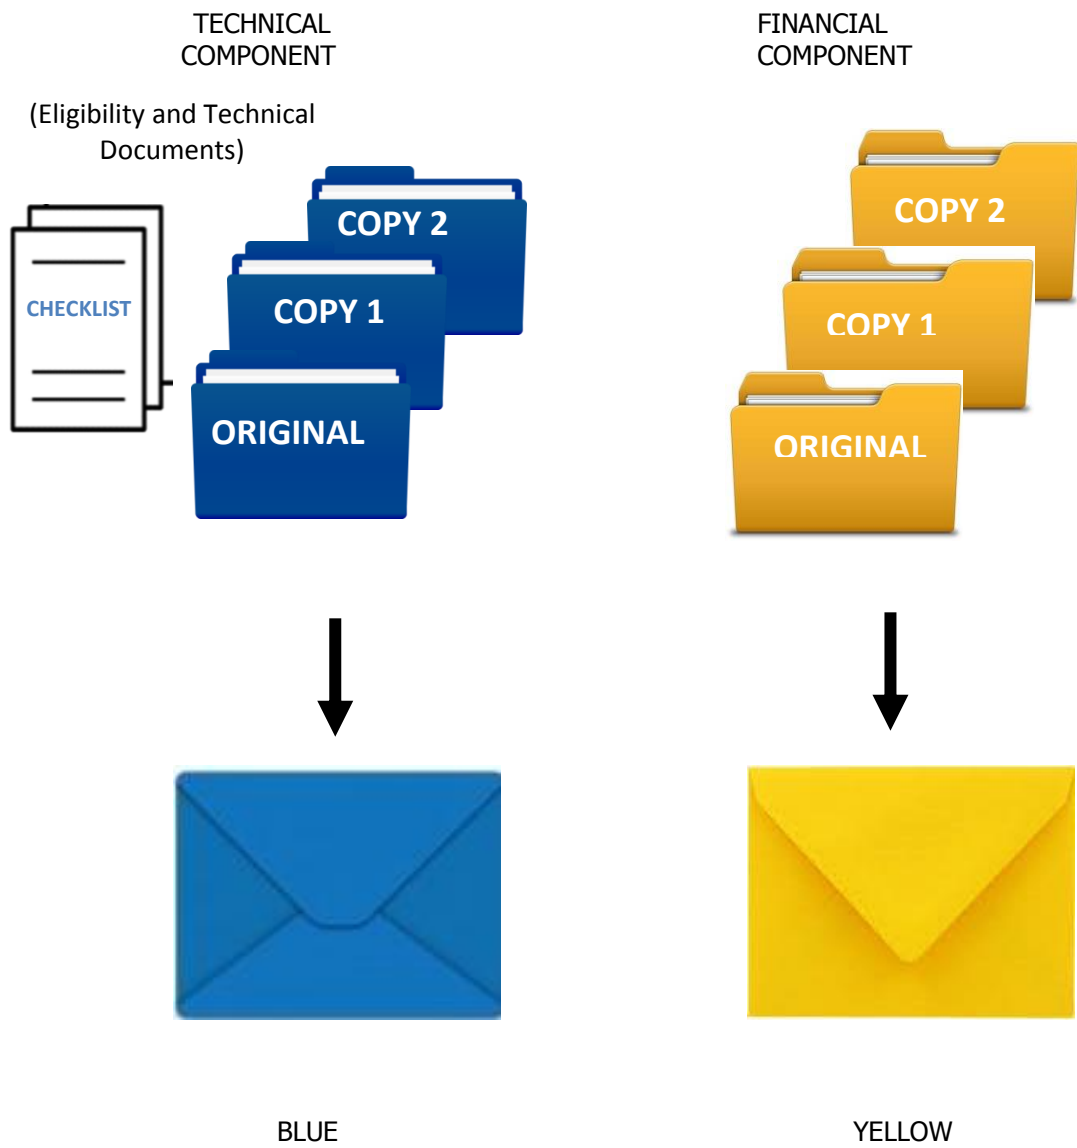 TECHNICAL
COMPONENT
(Eligibility and Technical
Documents)
CHECKLIST
COPY 2
COPY 1
ORIGINAL
BLUE
FINANCIAL
COMPONENT
COPY 2
COPY 1
ORIGINAL
YELLOW